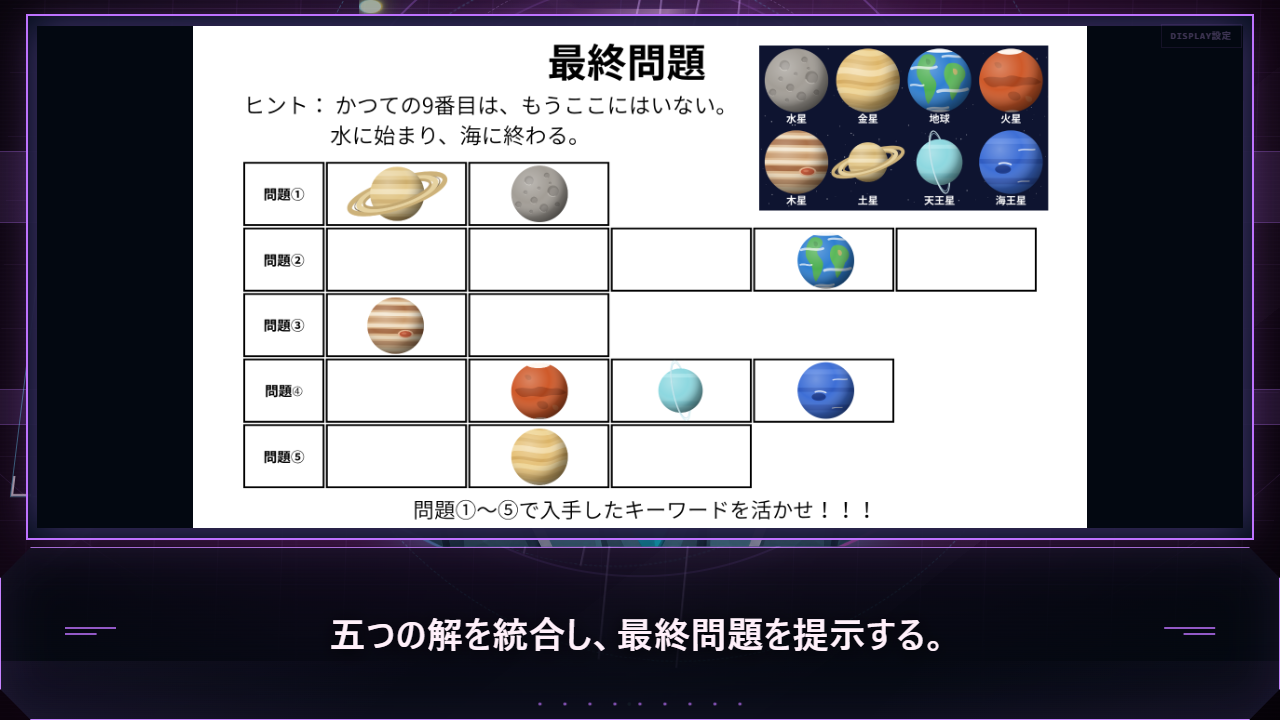 DISPLAY設定
最終問題
ヒント： かつての9番目は、もうここにはいない。
水に始まり、海に終わる。
水星 金星 地球 火星
木星 土星 天王星 海王星
問題①
問題②
問題③
問題④
問題⑤
問題①～⑤で入手したキーワードを活かせ！！！
五つの解を統合し、最終問題を提示する。